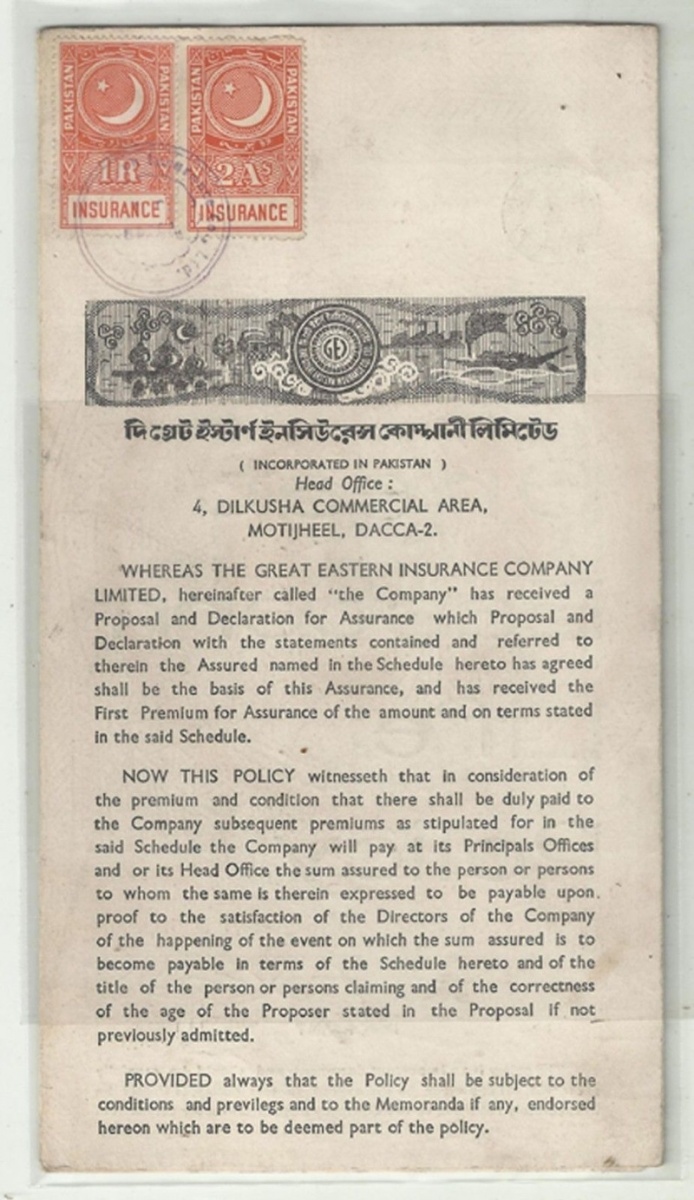 PAKISTAN PAKISTAN PAKISTAN PAKISTAN
1R 2As
INSURANCE INSURANCE
Ltd.
GEI
দি গ্রেট ইস্টার্ণ ইনসিউরেন্স কোম্পানী লিমিটেড
( INCORPORATED IN PAKISTAN )
Head Office :
4, DILKUSHA COMMERCIAL AREA,
MOTIJHEEL, DACCA-2.
WHEREAS THE GREAT EASTERN INSURANCE COMPANY
LIMITED, hereinafter called "the Company" has received a
Proposal and Declaration for Assurance which Proposal and
Declaration with the statements contained and referred to
therein the Assured named in the Schedule hereto has agreed
shall be the basis of this Assurance, and has received the
First Premium for Assurance of the amount and on terms stated
in the said Schedule.
NOW THIS POLICY witnesseth that in consideration of
the premium and condition that there shall be duly paid to
the Company subsequent premiums as stipulated for in the
said Schedule the Company will pay at its Principals Offices
and or its Head Office the sum assured to the person or persons
to whom the same is therein expressed to be payable upon
proof to the satisfaction of the Directors of the Company
of the happening of the event on which the sum assured is to
become payable in terms of the Schedule hereto and of the
title of the person or persons claiming and of the correctness
of the age of the Proposer stated in the Proposal if not
previously admitted.
PROVIDED always that the Policy shall be subject to the
conditions and previlegs and to the Memoranda if any, endorsed
hereon which are to be deemed part of the policy.